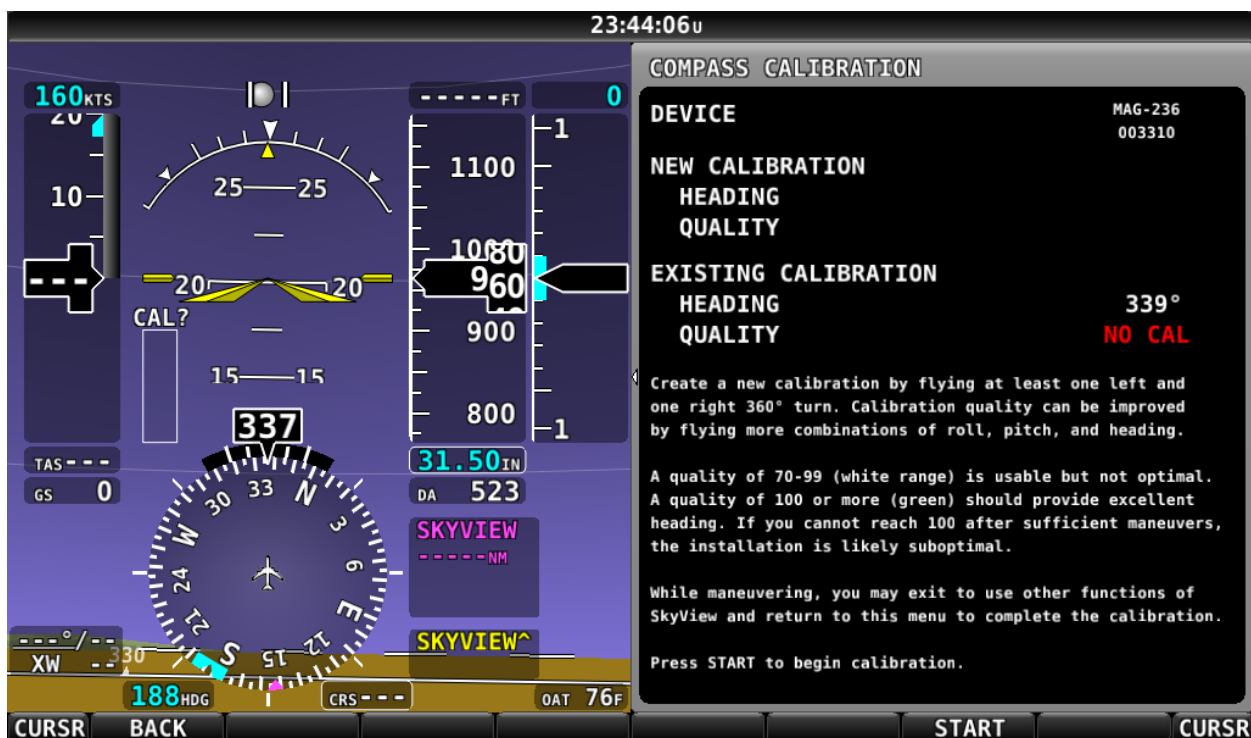 23:44:06U
160KTS
-----FT 0
20
10
---
CAL?
25 25
20 20
15 15
1100
1000
80
960
900
800
1
1
337
TAS---
GS 0
31.50IN
DA 523
33 N 3 6 E 12 15 S 21 24 W 30
SKYVIEW
-----NM
SKYVIEW^
---°/--
XW --
330
188HDG
CRS---
OAT 76F
COMPASS CALIBRATION
DEVICE MAG-236
003310
NEW CALIBRATION
HEADING
QUALITY
EXISTING CALIBRATION
HEADING 339°
QUALITY NO CAL
Create a new calibration by flying at least one left and
one right 360° turn. Calibration quality can be improved
by flying more combinations of roll, pitch, and heading.
A quality of 70-99 (white range) is usable but not optimal.
A quality of 100 or more (green) should provide excellent
heading. If you cannot reach 100 after sufficient maneuvers,
the installation is likely suboptimal.
While maneuvering, you may exit to use other functions of
SkyView and return to this menu to complete the calibration.
Press START to begin calibration.
CURSR BACK START CURSR